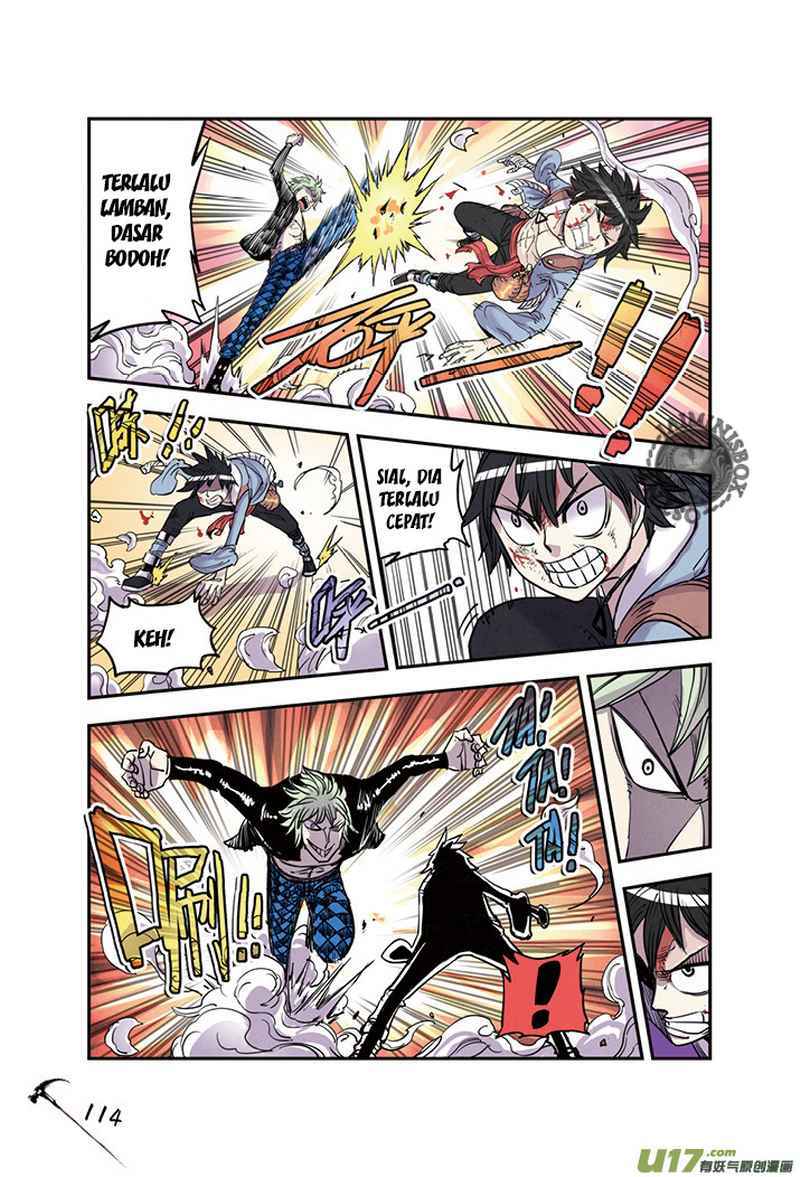 TERLALU
LAMBAN,
DASAR
BODOH!
!!
SIAL, DIA
TERLALU
CEPAT!
KEH!
TA!
TA!
TA!
唰!!
!
114
U17.com
有妖气原创漫画